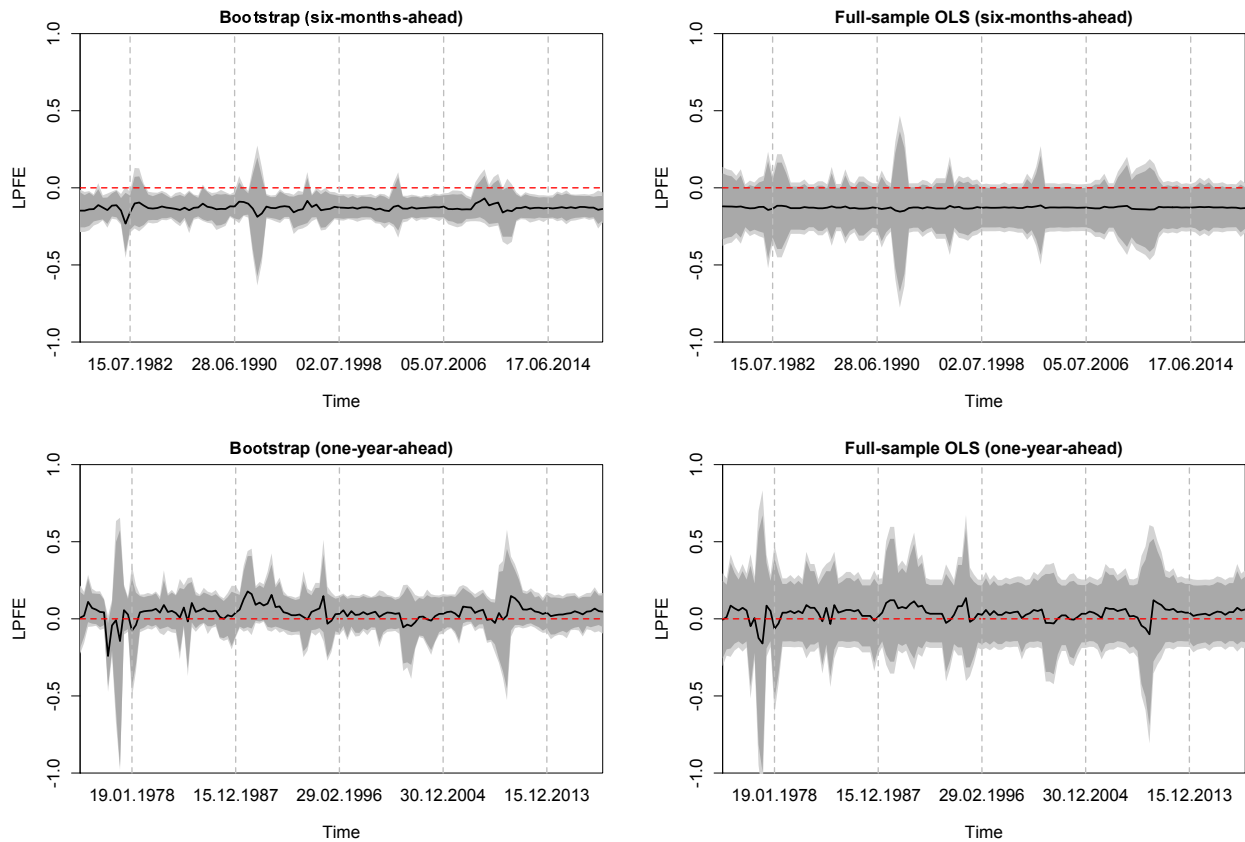 Bootstrap (six-months-ahead)
1.0
0.5
0.0
-0.5
-1.0
LPFE
15.07.1982 28.06.1990 02.07.1998 05.07.2006 17.06.2014
Time
Full-sample OLS (six-months-ahead)
1.0
0.5
0.0
-0.5
-1.0
LPFE
15.07.1982 28.06.1990 02.07.1998 05.07.2006 17.06.2014
Time
Bootstrap (one-year-ahead)
1.0
0.5
0.0
-0.5
-1.0
LPFE
19.01.1978 15.12.1987 29.02.1996 30.12.2004 15.12.2013
Time
Full-sample OLS (one-year-ahead)
1.0
0.5
0.0
-0.5
-1.0
LPFE
19.01.1978 15.12.1987 29.02.1996 30.12.2004 15.12.2013
Time